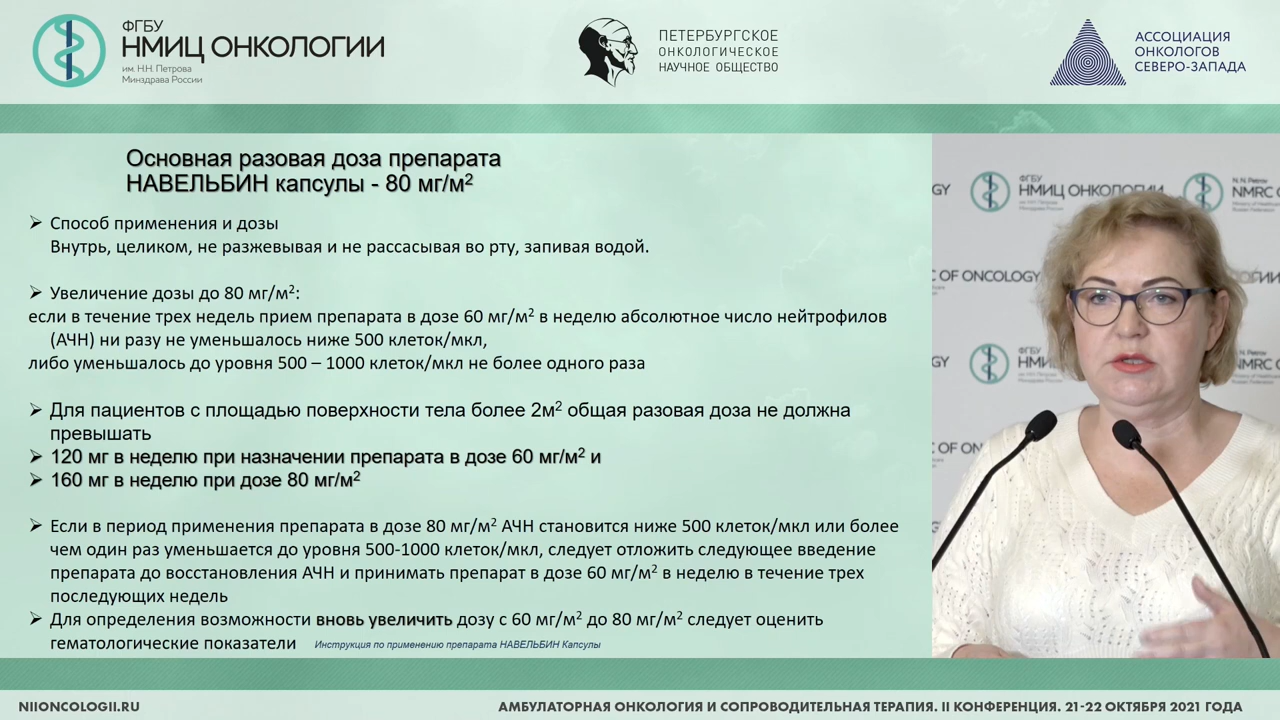 ФГБУ
НМИЦ ОНКОЛОГИИ
им. Н.Н. Петрова
Минздрава России
ПЕТЕРБУРГСКОЕ
ОНКОЛОГИЧЕСКОЕ
НАУЧНОЕ ОБЩЕСТВО
АССОЦИАЦИЯ
ОНКОЛОГОВ
СЕВЕРО-ЗАПАДА
Основная разовая доза препарата
НАВЕЛЬБИН капсулы - 80 мг/м²
➢ Способ применения и дозы
Внутрь, целиком, не разжевывая и не рассасывая во рту, запивая водой.
➢ Увеличение дозы до 80 мг/м²:
если в течение трех недель прием препарата в дозе 60 мг/м² в неделю абсолютное число нейтрофилов
(АЧН) ни разу не уменьшалось ниже 500 клеток/мкл,
либо уменьшалось до уровня 500 – 1000 клеток/мкл не более одного раза
➢ Для пациентов с площадью поверхности тела более 2м² общая разовая доза не должна
превышать
➢ 120 мг в неделю при назначении препарата в дозе 60 мг/м² и
➢ 160 мг в неделю при дозе 80 мг/м²
➢ Если в период применения препарата в дозе 80 мг/м² АЧН становится ниже 500 клеток/мкл или более
чем один раз уменьшается до уровня 500-1000 клеток/мкл, следует отложить следующее введение
препарата до восстановления АЧН и принимать препарат в дозе 60 мг/м² в неделю в течение трех
последующих недель
➢ Для определения возможности вновь увеличить дозу с 60 мг/м² до 80 мг/м² следует оценить
гематологические показатели
Инструкция по применению препарата НАВЕЛЬБИН Капсулы
ФГБУ
НМИЦ ОНКОЛОГИИ
им. Н.Н. Петрова
Минздрава России
N.N. Petrov
NMRC
C OF ONCOLOGY
ФГБУ
N.N. Petrov
NMRC
NIIONCOLOGII.RU
АМБУЛАТОРНАЯ ОНКОЛОГИЯ И СОПРОВОДИТЕЛЬНАЯ ТЕРАПИЯ. II КОНФЕРЕНЦИЯ. 21-22 ОКТЯБРЯ 2021 ГОДА